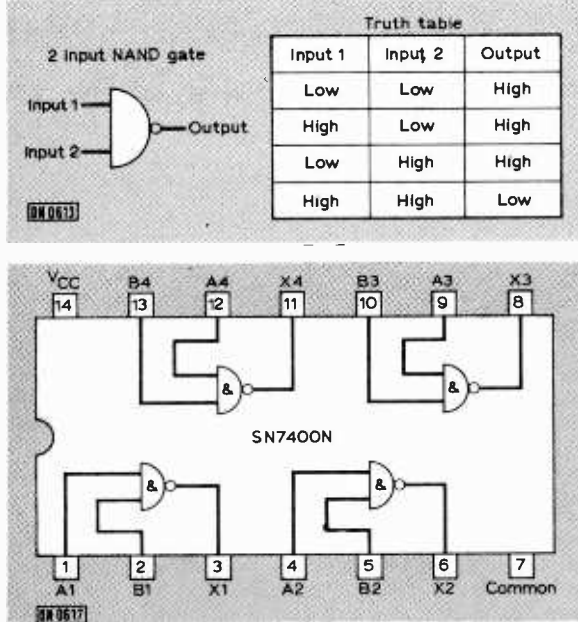 Truth table
2 input NAND gate
Input 1 Input 2 Output
Low Low High
High Low High
Low High High
High High Low
Input 1
Output
Input 2
DN 0613
VCC B4 A4 X4 B3 A3 X3
14 13 12 11 10 9 8
& &
SN7400N
& &
1 2 3 4 5 6 7
A1 B1 X1 A2 B2 X2 Common
DN 0617